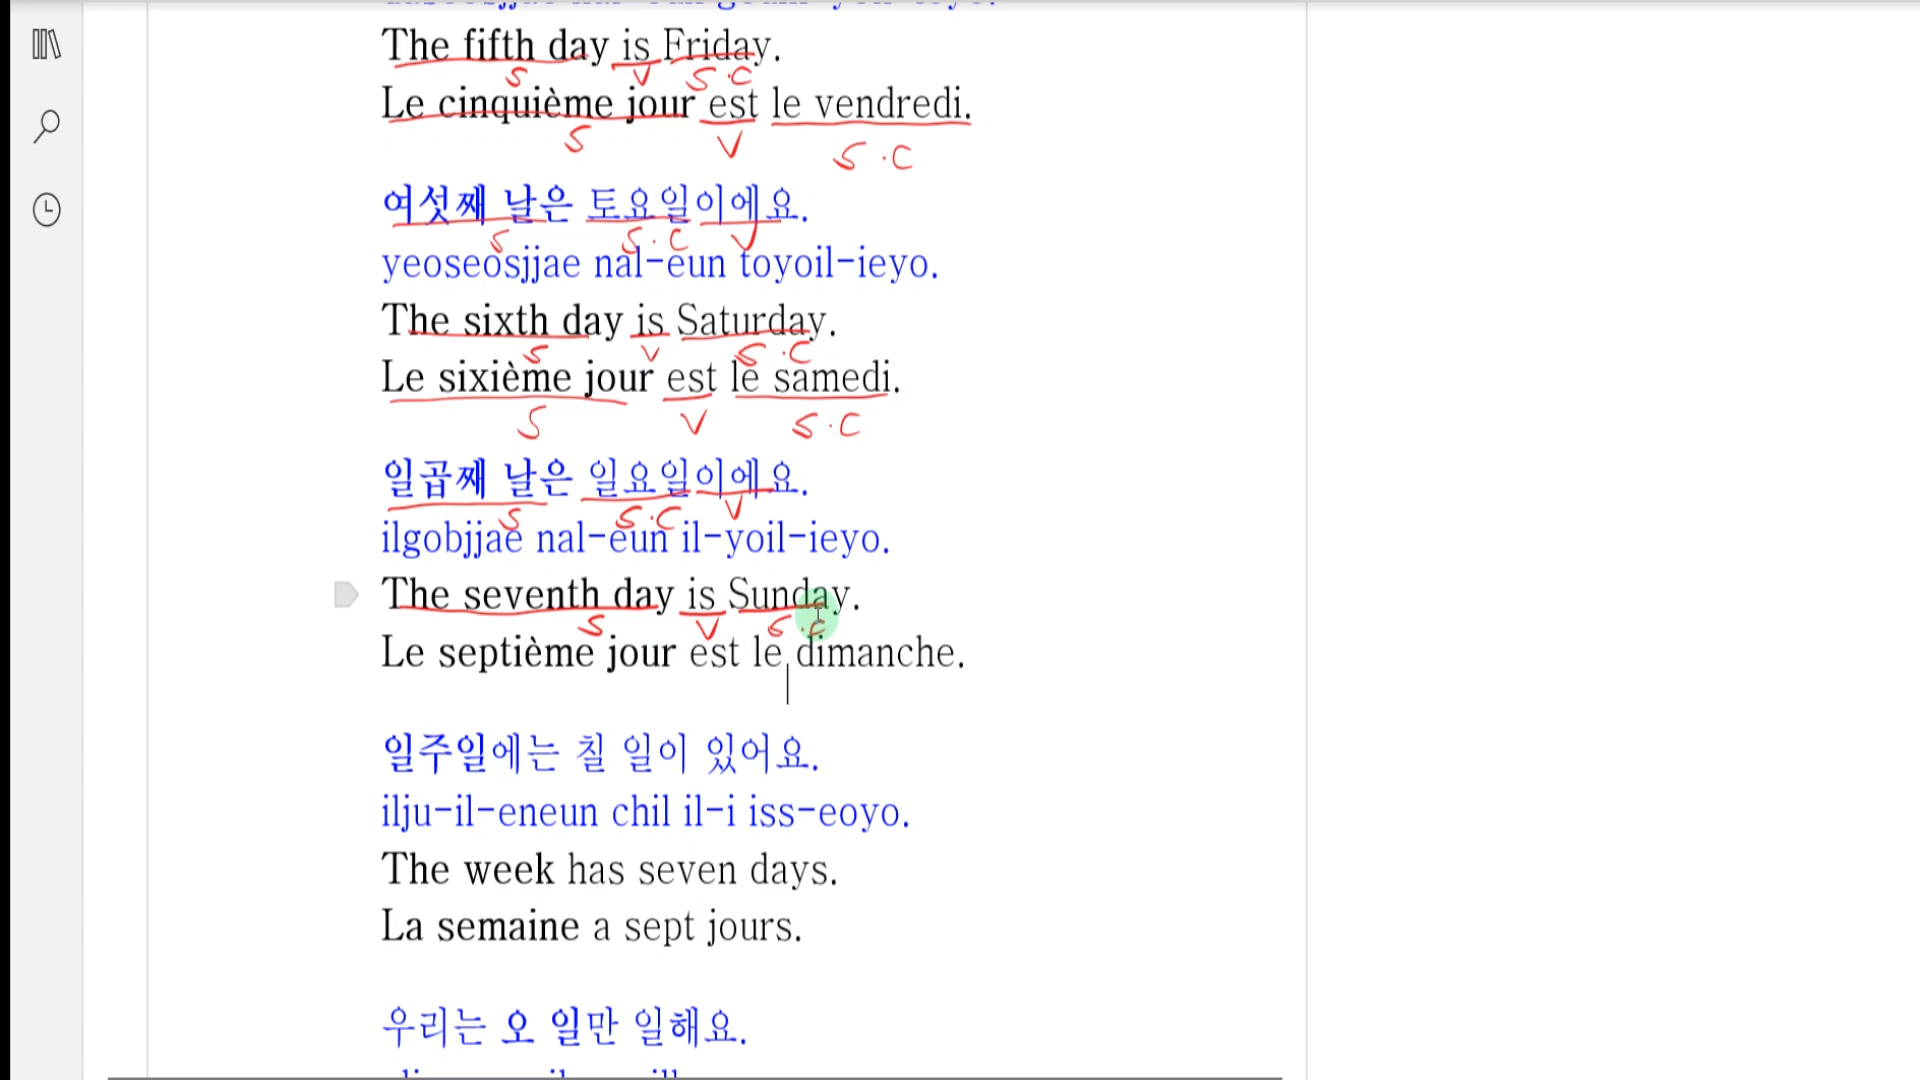 The fifth day is Friday.
S V S.C
Le cinquième jour est le vendredi.
S V S.C
여섯째 날은 토요일이에요.
S S.C V
yeoseosjjae nal-eun toyoil-ieyo.
The sixth day is Saturday.
S V S.C
Le sixième jour est le samedi.
S V S.C
일곱째 날은 일요일이에요.
S S.C V
ilgobjjae nal-eun il-yoil-ieyo.
The seventh day is Sunday.
S V S.C
Le septième jour est le dimanche.
일주일에는 칠 일이 있어요.
ilju-il-eneun chil il-i iss-eoyo.
The week has seven days.
La semaine a sept jours.
우리는 오 일만 일해요.